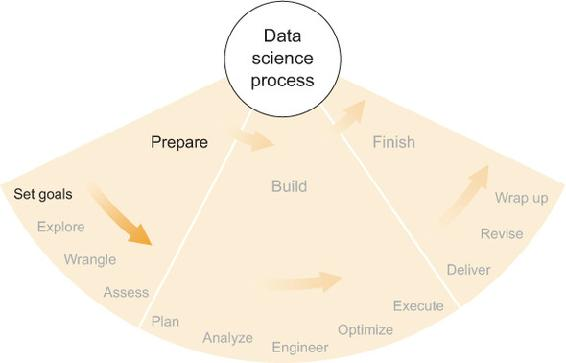 Data
science
process
Prepare
Finish
Build
Set goals
Explore
Wrangle
Assess
Plan
Analyze
Engineer
Optimize
Execute
Deliver
Revise
Wrap up